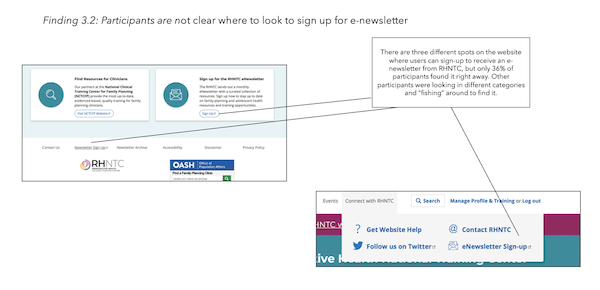 Finding 3.2: Participants are not clear where to look to sign up for e-newsletter
There are three different spots on the website
where users can sign-up to receive an e-
newsletter from RHNTC, but only 36% of
participants found it right away. Other
participants were looking in different categories
and "fishing" around to find it.
Find Resources for Clinicians
Our partners at the National Clinical
Training Center for Family Planning
(NCTCFP) provide the most up-to-date,
evidenced-based, quality training for family
planning clinicians.
Visit NCTCFP Website
Sign up for the RHNTC eNewsletter
The RHNTC sends out a monthly
eNewsletter with a curated collection of
resources. Sign up now to stay up to date
on family planning and adolescent health
resources and training opportunities.
Sign Up
Contact Us Newsletter Sign-Up Newsletter Archive Accessibility Disclaimer Privacy Policy
RHNTC
OASH Office of
Population Affairs
Find a Family Planning Clinic
Events Connect with RHNTC Search Manage Profile & Training or Log out
HNTC
? Get Website Help @ Contact RHNTC
Follow us on Twitter eNewsletter Sign-up